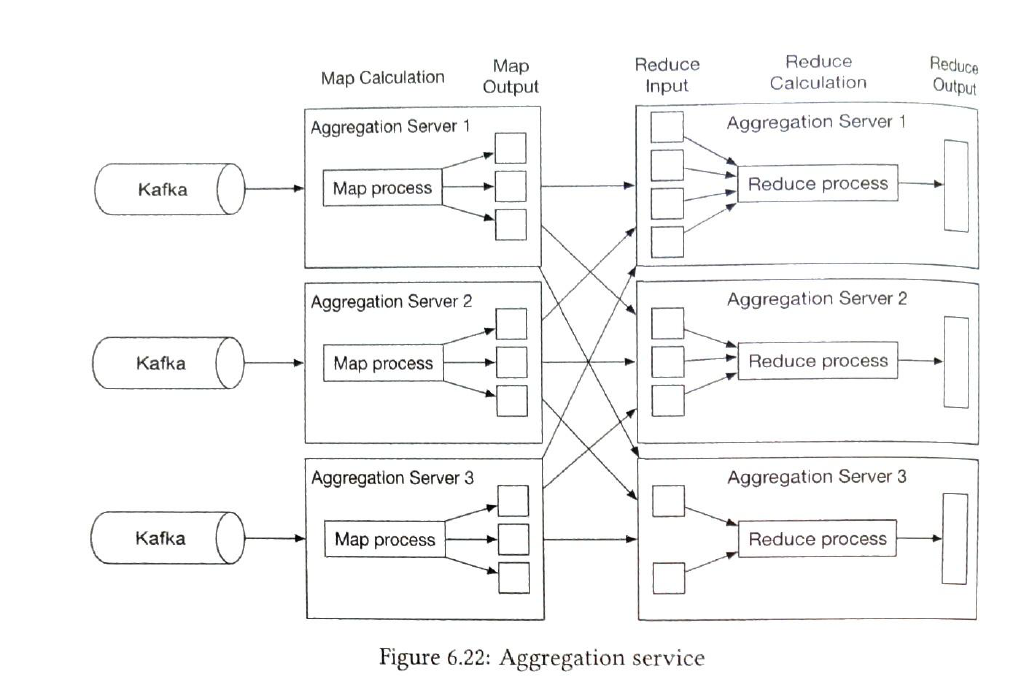 Map Calculation
Map
Output
Reduce
Input
Reduce
Calculation
Reduce
Output
Kafka
Aggregation Server 1
Map process
Aggregation Server 1
Reduce process
Kafka
Aggregation Server 2
Map process
Aggregation Server 2
Reduce process
Kafka
Aggregation Server 3
Map process
Aggregation Server 3
Reduce process
Figure 6.22: Aggregation service